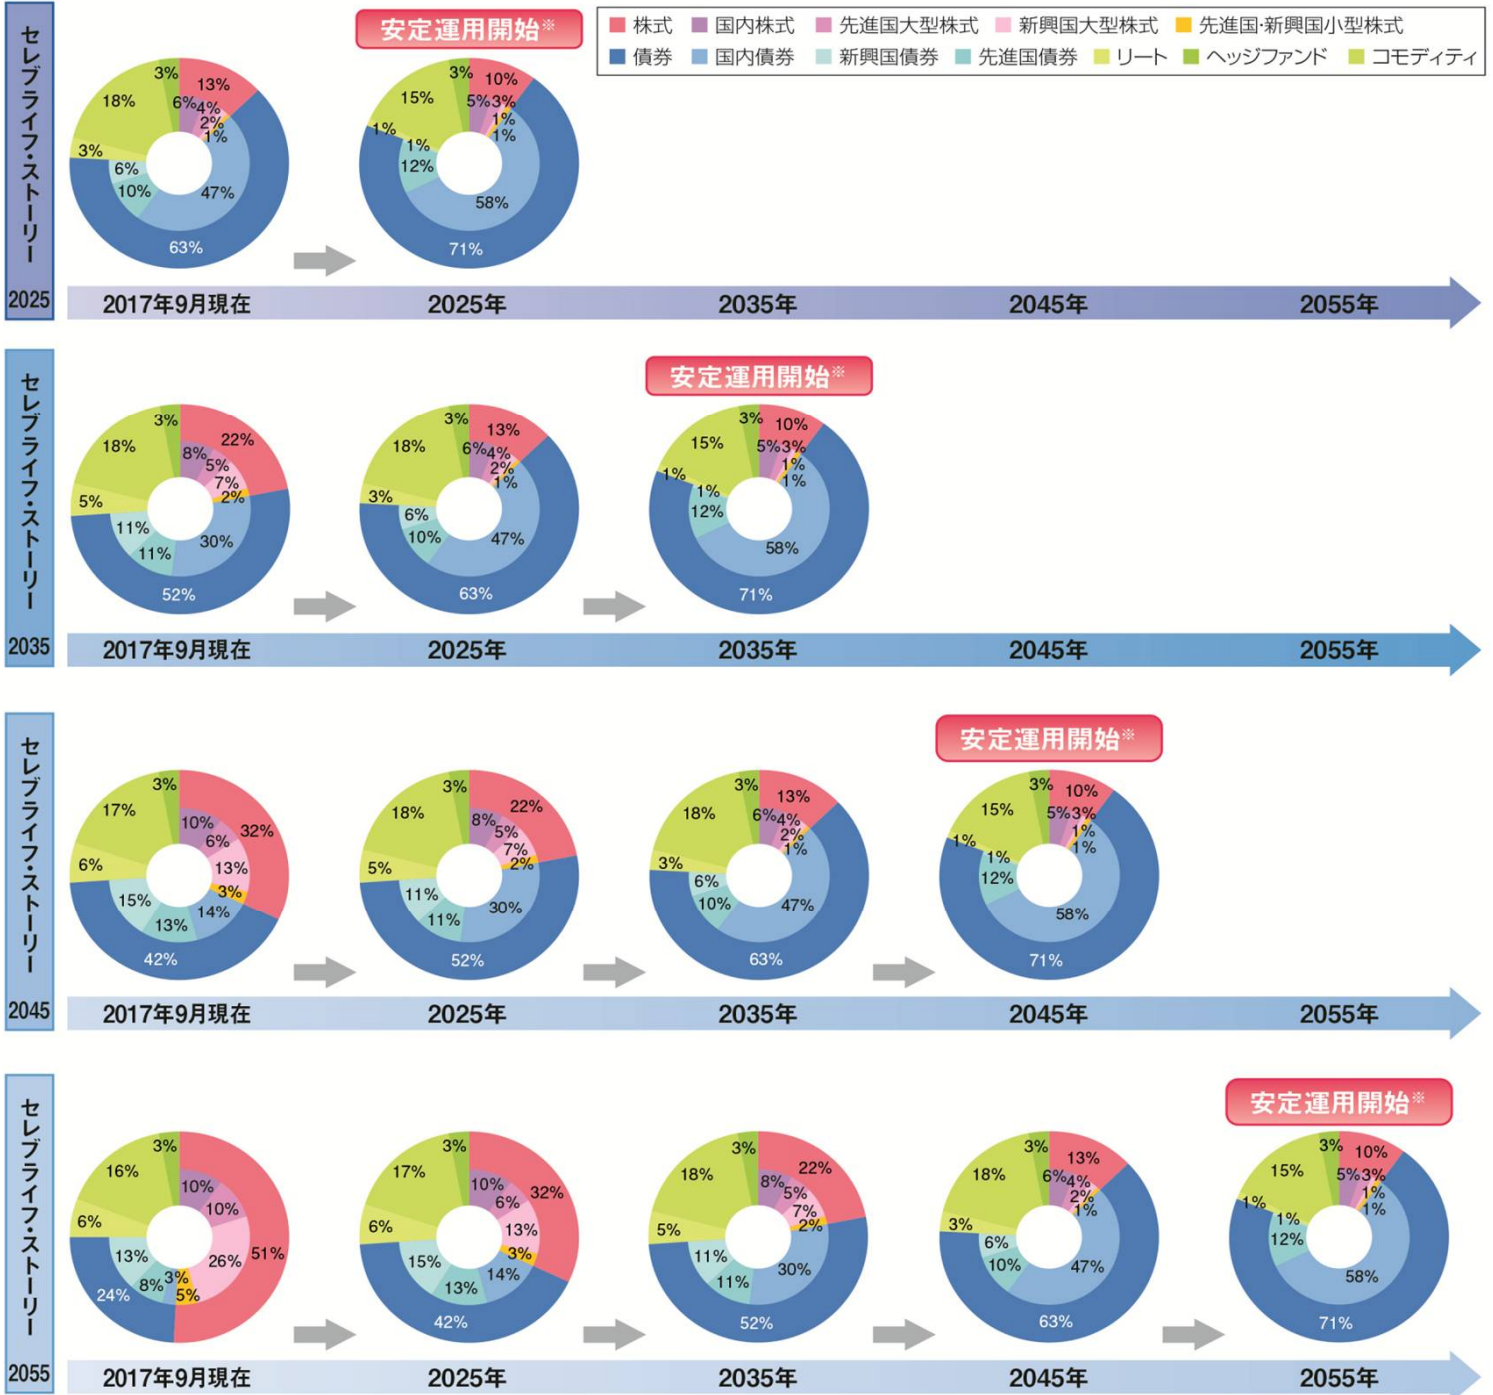 安定運用開始※
株式 国内株式 先進国大型株式 新興国大型株式 先進国・新興国小型株式
債券 国内債券 新興国債券 先進国債券 リート ヘッジファンド コモディティ
セレブライフ・ストーリー
2025
3% 13% 18% 6% 4% 2% 1% 3% 6% 10% 47% 63%
3% 10% 15% 5% 3% 1% 1% 1% 1% 12% 58% 71%
2017年9月現在 2025年 2035年 2045年 2055年
セレブライフ・ストーリー
2035
安定運用開始※
3% 22% 18% 8% 5% 7% 2% 5% 11% 11% 30% 52%
3% 13% 18% 6% 4% 2% 1% 3% 6% 10% 47% 63%
3% 10% 15% 5% 3% 1% 1% 1% 1% 12% 58% 71%
2017年9月現在 2025年 2035年 2045年 2055年
セレブライフ・ストーリー
2045
安定運用開始※
3% 17% 10% 32% 6% 13% 6% 3% 15% 14% 13% 42%
3% 22% 18% 8% 5% 7% 2% 5% 11% 11% 30% 52%
3% 13% 18% 6% 4% 2% 1% 3% 6% 10% 47% 63%
3% 10% 15% 5% 3% 1% 1% 1% 1% 12% 58% 71%
2017年9月現在 2025年 2035年 2045年 2055年
セレブライフ・ストーリー
2055
安定運用開始※
3% 16% 10% 10% 6% 51% 26% 13% 3% 8% 5% 24%
3% 17% 10% 32% 6% 6% 13% 3% 15% 14% 13% 42%
3% 22% 18% 8% 5% 7% 2% 5% 11% 11% 30% 52%
3% 13% 18% 6% 4% 2% 1% 3% 6% 10% 47% 63%
3% 10% 15% 5% 3% 1% 1% 1% 1% 12% 58% 71%
2017年9月現在 2025年 2035年 2045年 2055年